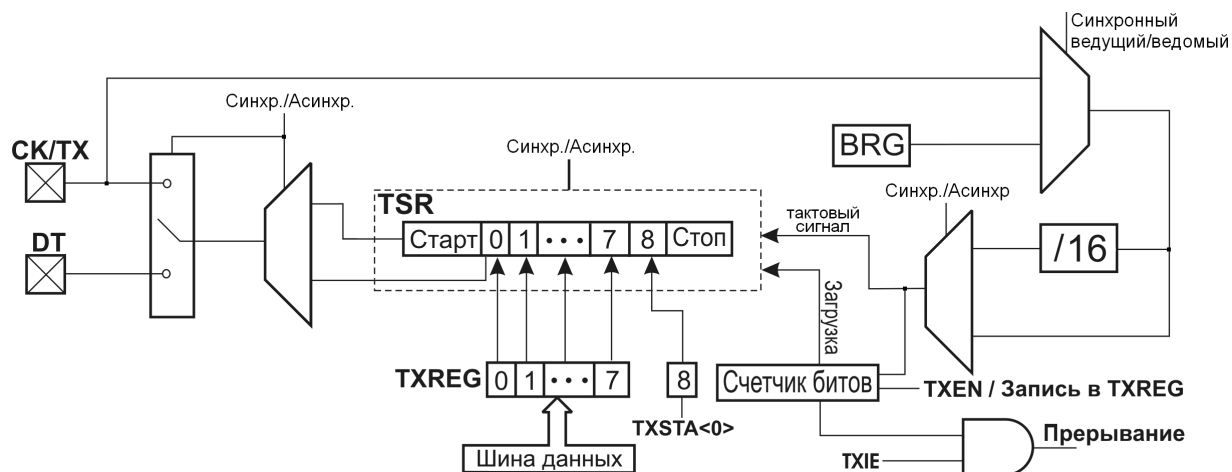 Синхронный
ведущий/ведомый
Синхр./Асинхр.
CK/TX
BRG
Синхр./Асинхр.
Синхр./Асинхр
TSR
тактовый
сигнал
Старт 0 1 ••• 7 8 Стоп
DT
/16
Загрузка
TXREG 0 1 ••• 7
8
Счетчик битов
TXEN / Запись в TXREG
TXSTA<0>
Прерывание
Шина данных
TXIE